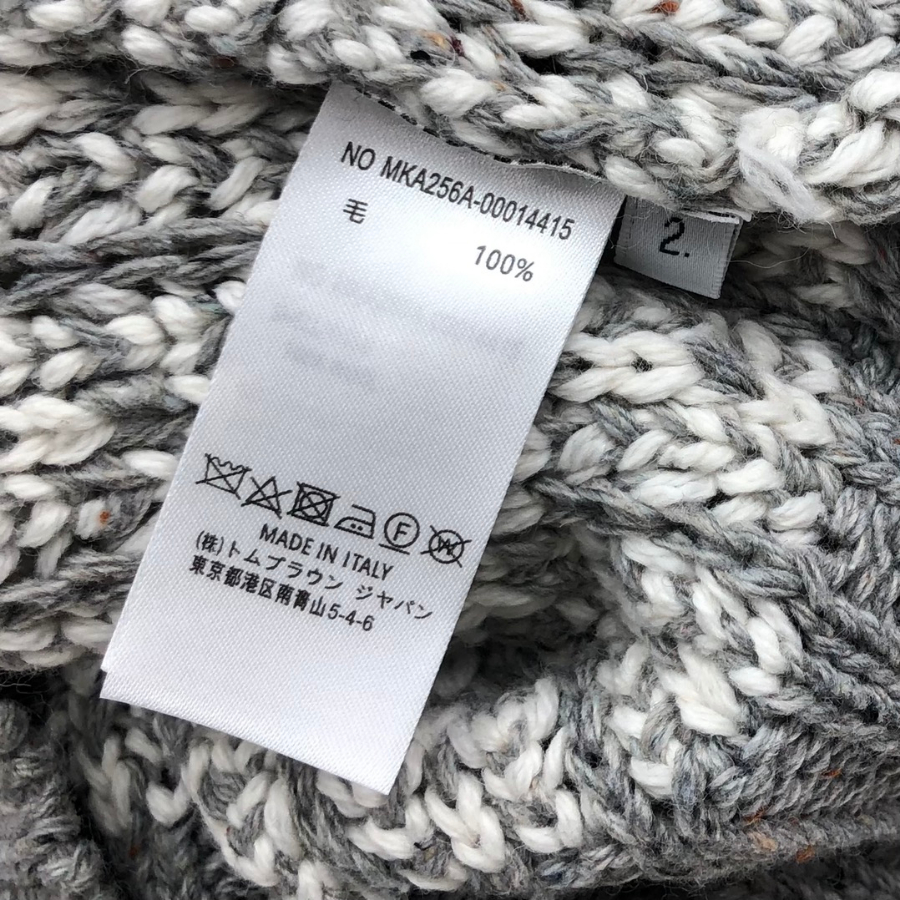 NO MKA256A-00014415
毛 100%
2.
F
W
MADE IN ITALY
(株)トムブラウン ジャパン
東京都港区南青山5-4-6